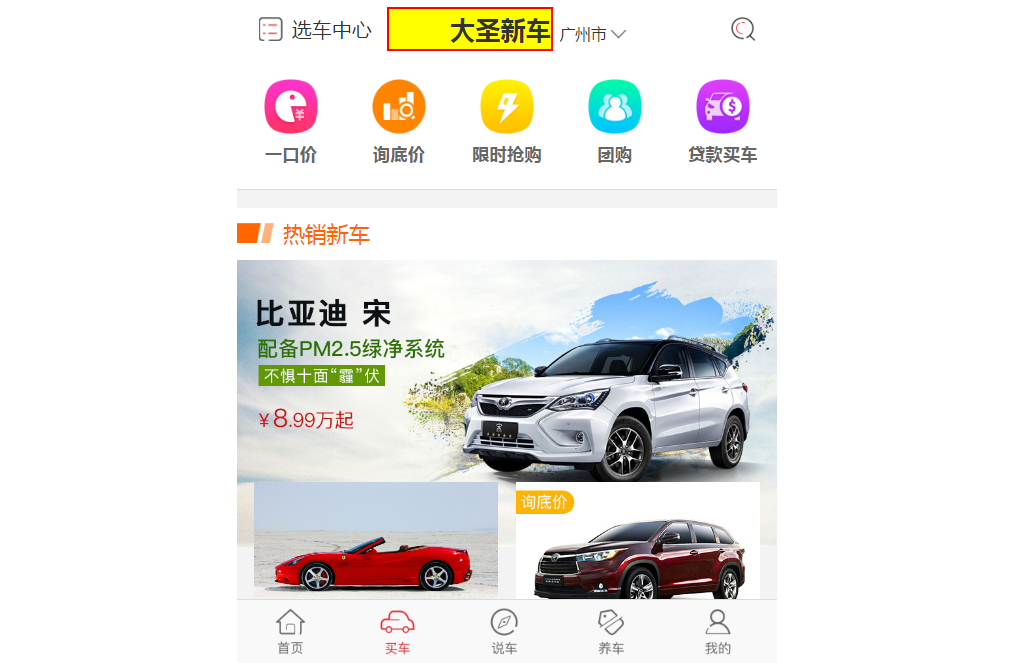 选车中心
大圣新车
广州市
一口价
询底价
限时抢购
团购
贷款买车
热销新车
比亚迪 宋
配备PM2.5绿净系统
不惧十面“霾”伏
¥8.99万起
询底价
首页
买车
说车
养车
我的